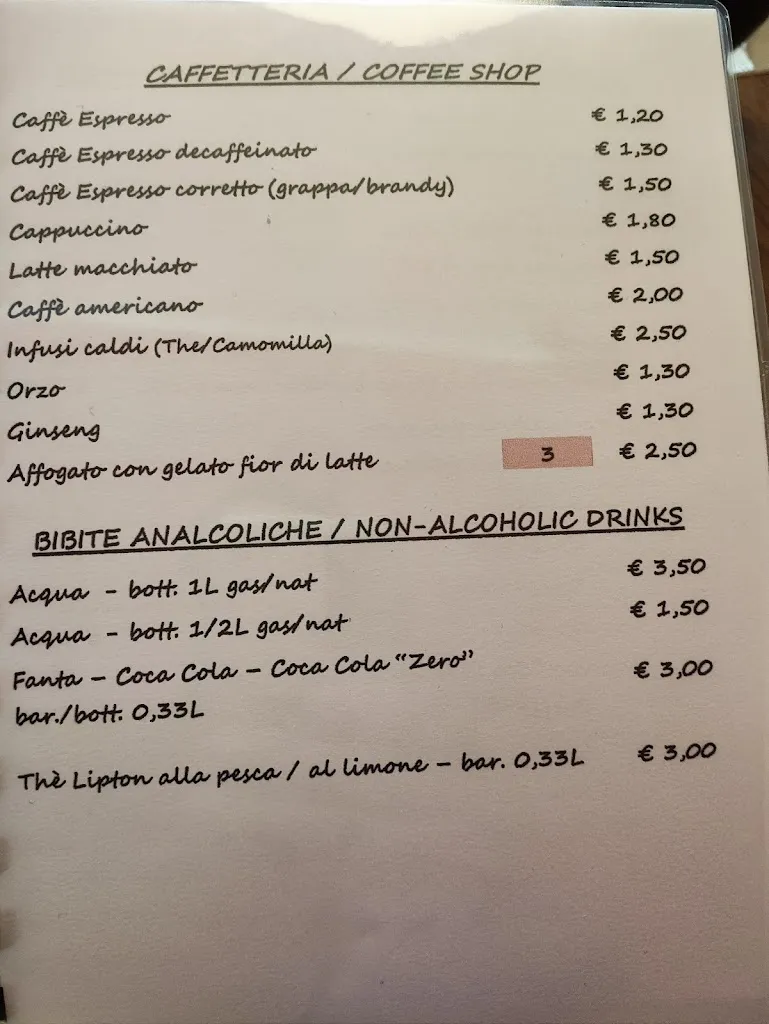 CAFFETTERIA / COFFEE SHOP
Caffè Espresso € 1,20
Caffè Espresso decaffeinato € 1,30
Caffè Espresso corretto (grappa/brandy) € 1,50
Cappuccino € 1,80
Latte macchiato € 1,50
Caffè americano € 2,00
Infusi caldi (The/Camomilla) € 2,50
Orzo € 1,30
Ginseng € 1,30
Affogato con gelato fior di latte 3 € 2,50
BIBITE ANALCOLICHE / NON-ALCOHOLIC DRINKS
Acqua - bott. 1L gas/nat € 3,50
Acqua - bott. 1/2L gas/nat € 1,50
Fanta – Coca Cola – Coca Cola “Zero” € 3,00
bar./bott. 0,33L
Thè Lipton alla pesca / al limone – bar. 0,33L € 3,00